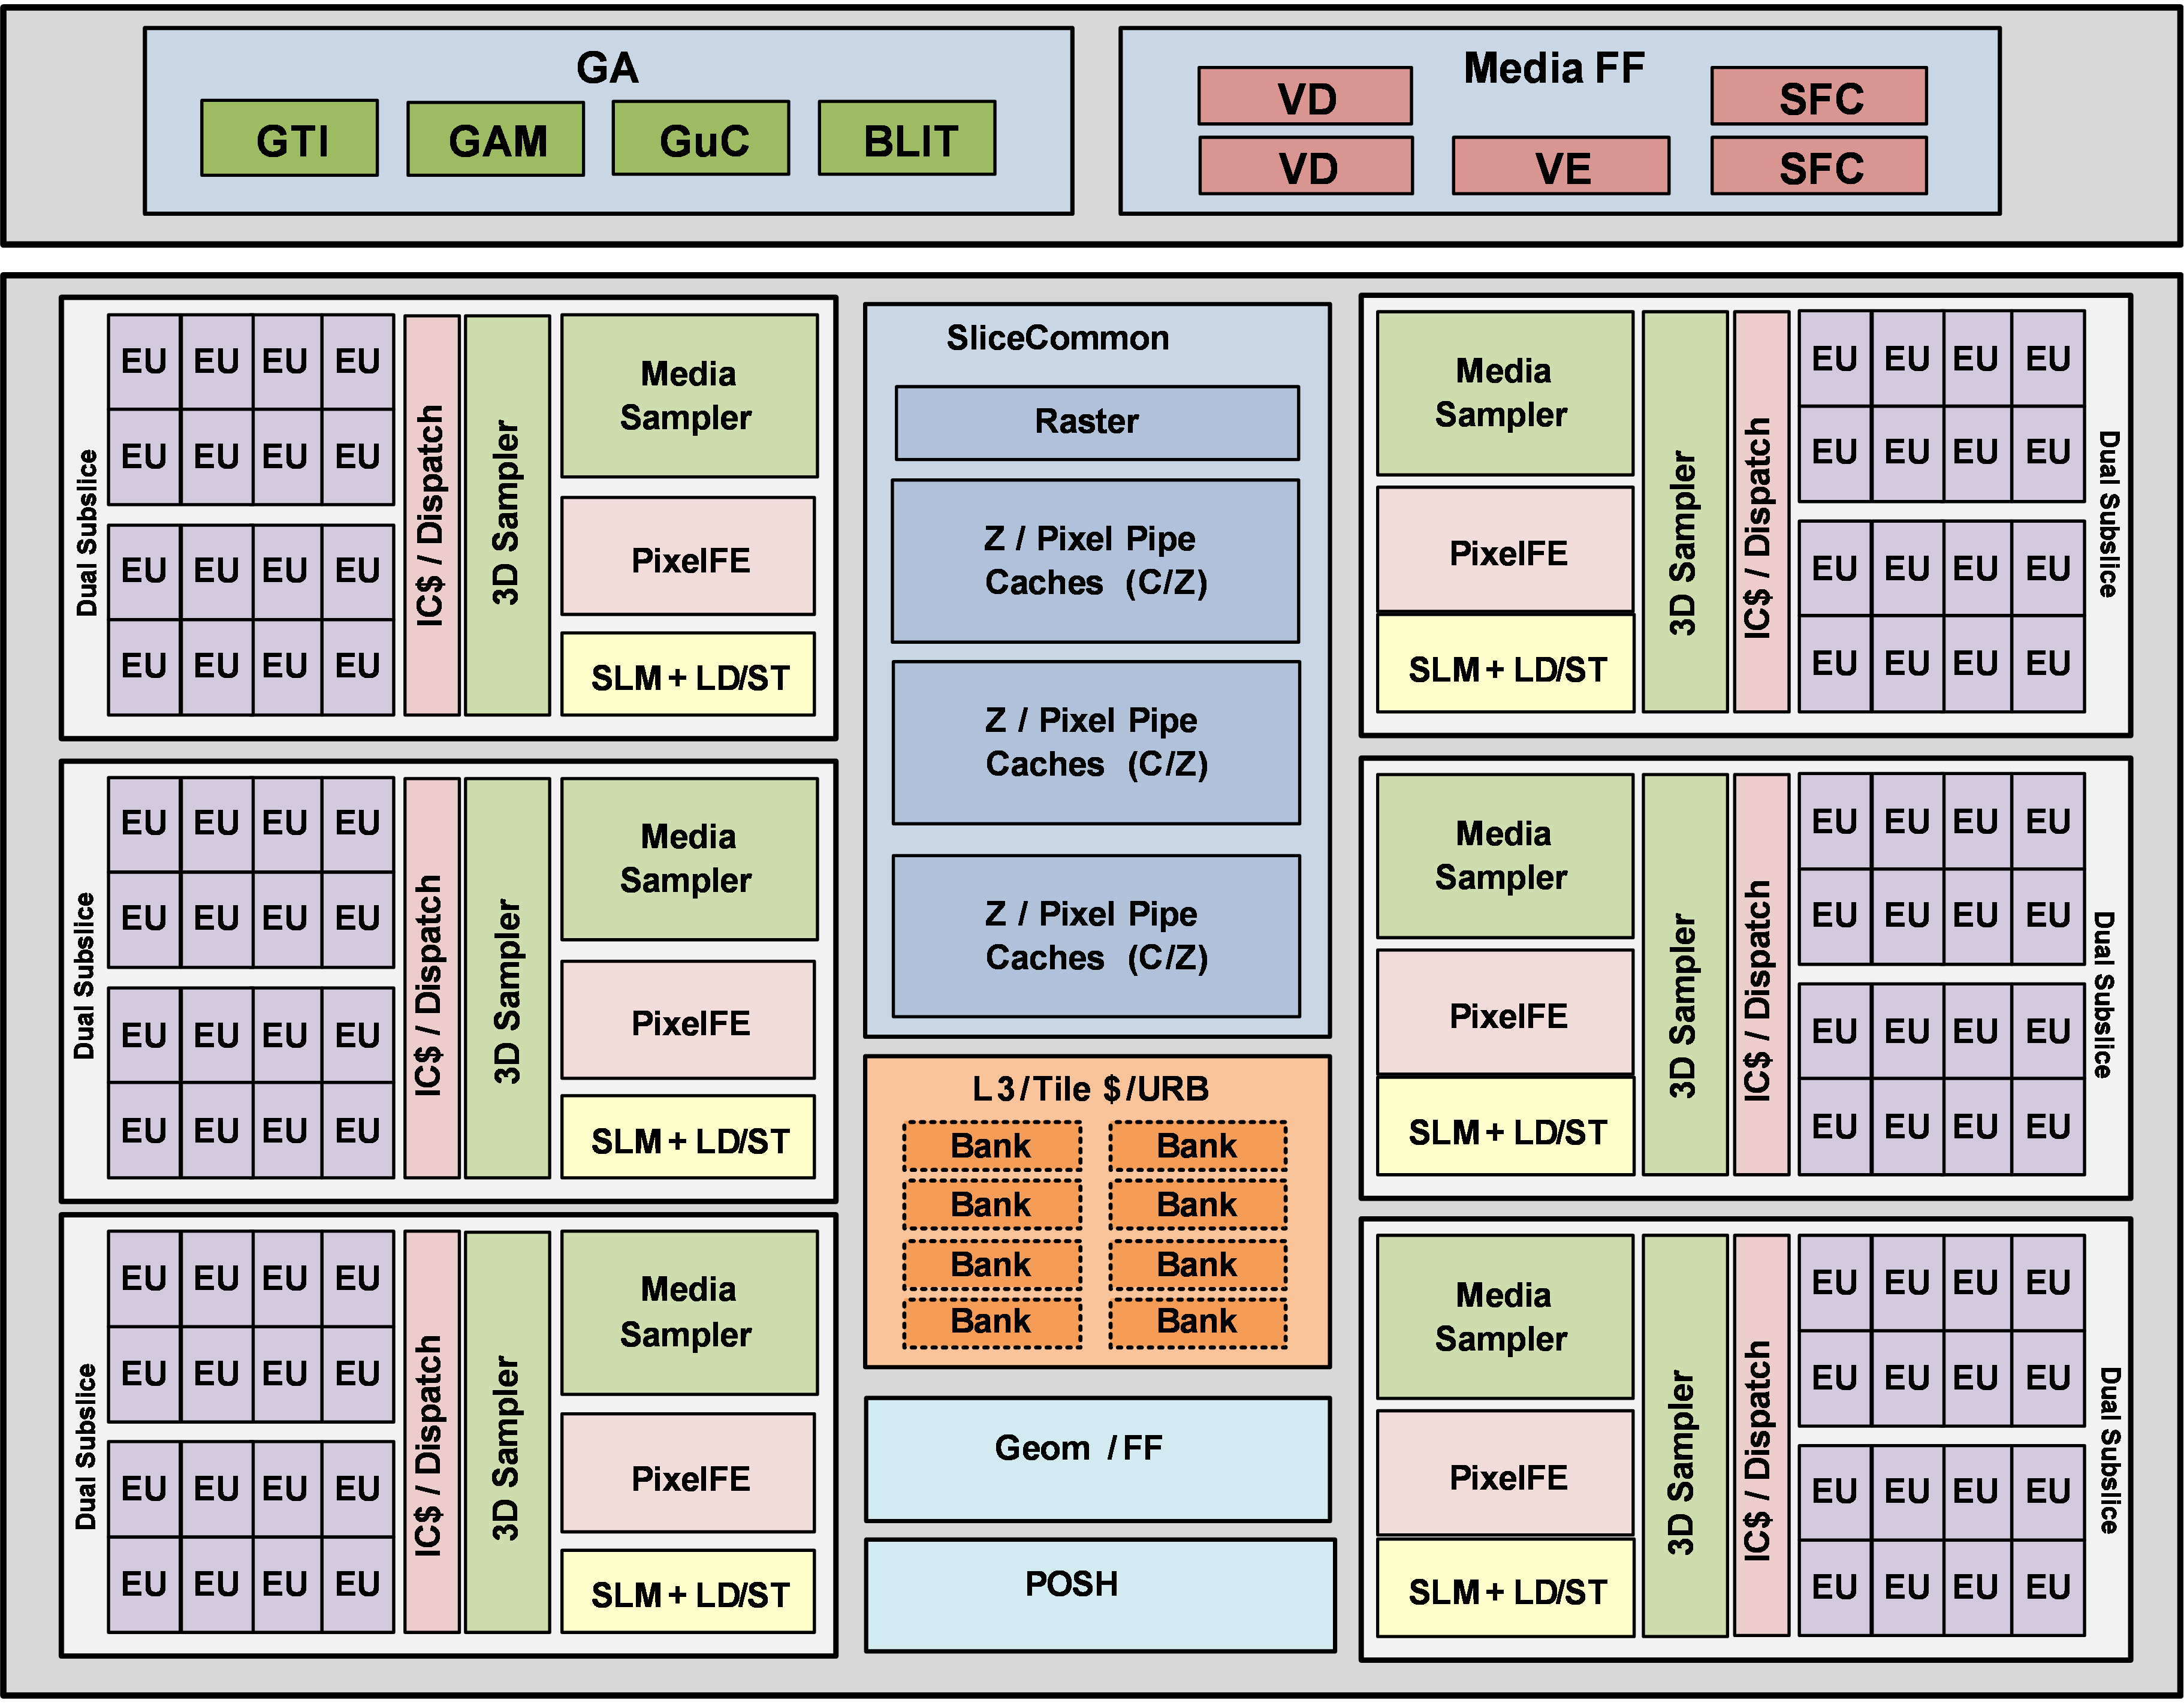 GA
GTI GAM GuC BLIT
Media FF
VD SFC
VD VE SFC
Dual Subslice
EU EU EU EU
EU EU EU EU
EU EU EU EU
EU EU EU EU
IC$ / Dispatch
3D Sampler
Media
Sampler
PixelFE
SLM + LD/ST
Dual Subslice
EU EU EU EU
EU EU EU EU
EU EU EU EU
EU EU EU EU
IC$ / Dispatch
3D Sampler
Media
Sampler
PixelFE
SLM + LD/ST
Dual Subslice
EU EU EU EU
EU EU EU EU
EU EU EU EU
EU EU EU EU
IC$ / Dispatch
3D Sampler
Media
Sampler
PixelFE
SLM + LD/ST
SliceCommon
Raster
Z / Pixel Pipe
Caches (C/Z)
Z / Pixel Pipe
Caches (C/Z)
Z / Pixel Pipe
Caches (C/Z)
L3/Tile $/URB
Bank Bank
Bank Bank
Bank Bank
Bank Bank
Geom / FF
POSH
Media
Sampler
PixelFE
SLM + LD/ST
3D Sampler
IC$ / Dispatch
EU EU EU EU
EU EU EU EU
EU EU EU EU
EU EU EU EU
Dual Subslice
Media
Sampler
PixelFE
SLM + LD/ST
3D Sampler
IC$ / Dispatch
EU EU EU EU
EU EU EU EU
EU EU EU EU
EU EU EU EU
Dual Subslice
Media
Sampler
PixelFE
SLM + LD/ST
3D Sampler
IC$ / Dispatch
EU EU EU EU
EU EU EU EU
EU EU EU EU
EU EU EU EU
Dual Subslice